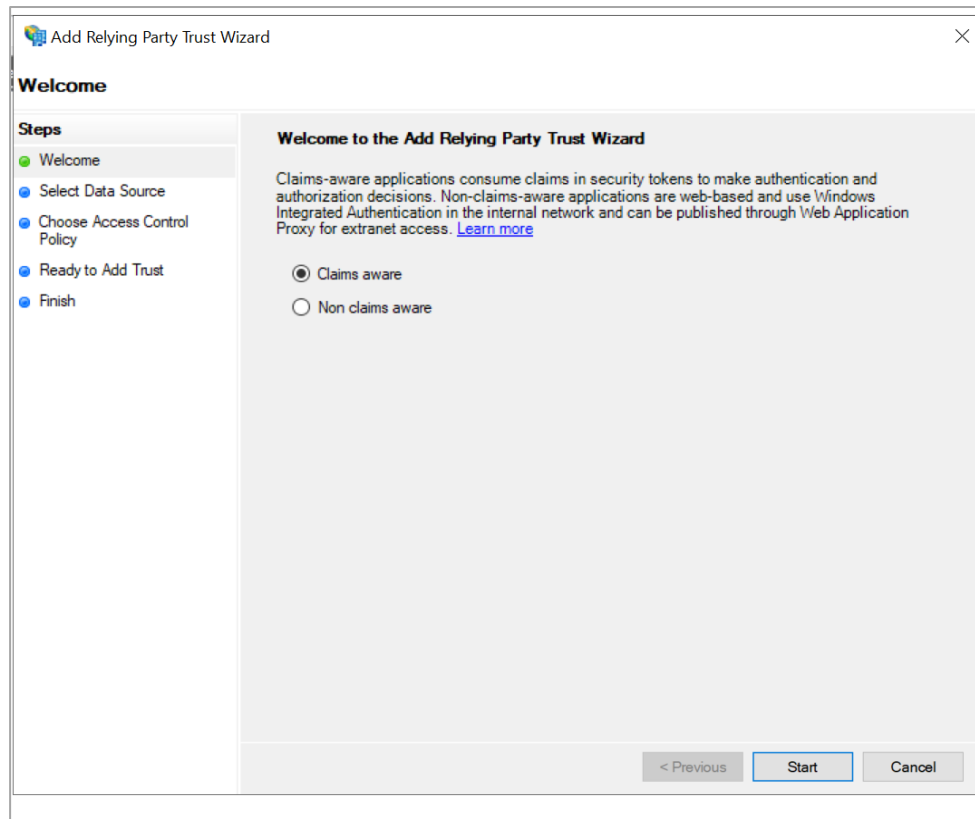 Add Relying Party Trust Wizard
Welcome
Steps
Welcome
Select Data Source
Choose Access Control
Policy
Ready to Add Trust
Finish
Welcome to the Add Relying Party Trust Wizard
Claims-aware applications consume claims in security tokens to make authentication and
authorization decisions. Non-claims-aware applications are web-based and use Windows
Integrated Authentication in the internal network and can be published through Web Application
Proxy for extranet access. Learn more
Claims aware
Non claims aware
< Previous
Start
Cancel